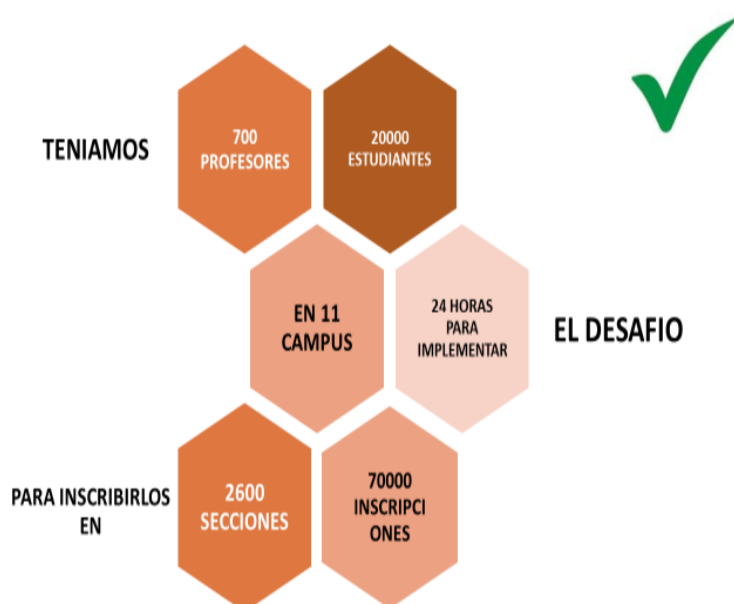 TENIAMOS
700
PROFESORES
20000
ESTUDIANTES
EN 11
CAMPUS
24 HORAS
PARA
IMPLEMENTAR
EL DESAFIO
PARA INSCRIBIRLOS
EN
2600
SECCIONES
70000
INSCRIPCI
ONES